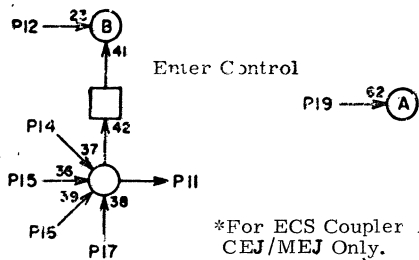 P12 23 B
41
Enter Control
P19 62 A
42
P14 37
P15 36
39
38
P11
P17
*For ECS Coupler
CEJ/MEJ Only.